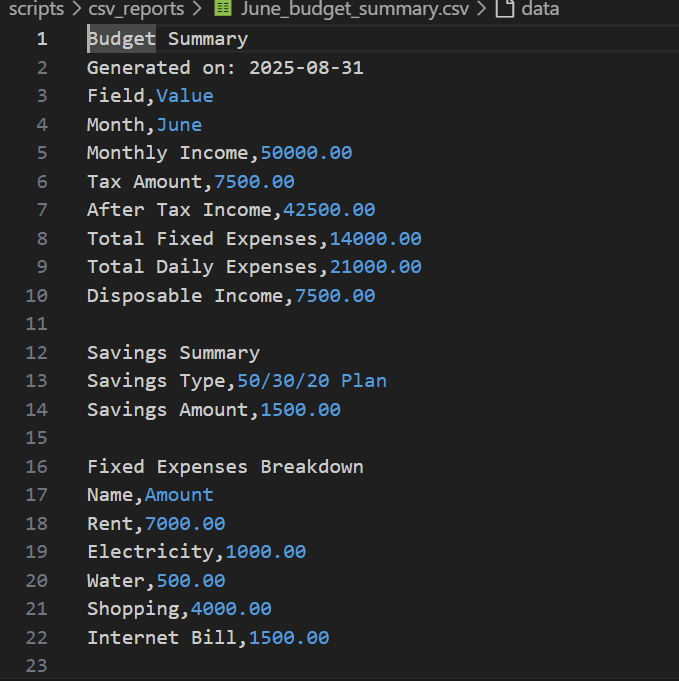 scripts > csv_reports > June_budget_summary.csv > data
1 Budget Summary
2 Generated on: 2025-08-31
3 Field,Value
4 Month,June
5 Monthly Income,50000.00
6 Tax Amount,7500.00
7 After Tax Income,42500.00
8 Total Fixed Expenses,14000.00
9 Total Daily Expenses,21000.00
10 Disposable Income,7500.00
11
12 Savings Summary
13 Savings Type,50/30/20 Plan
14 Savings Amount,1500.00
15
16 Fixed Expenses Breakdown
17 Name,Amount
18 Rent,7000.00
19 Electricity,1000.00
20 Water,500.00
21 Shopping,4000.00
22 Internet Bill,1500.00
23